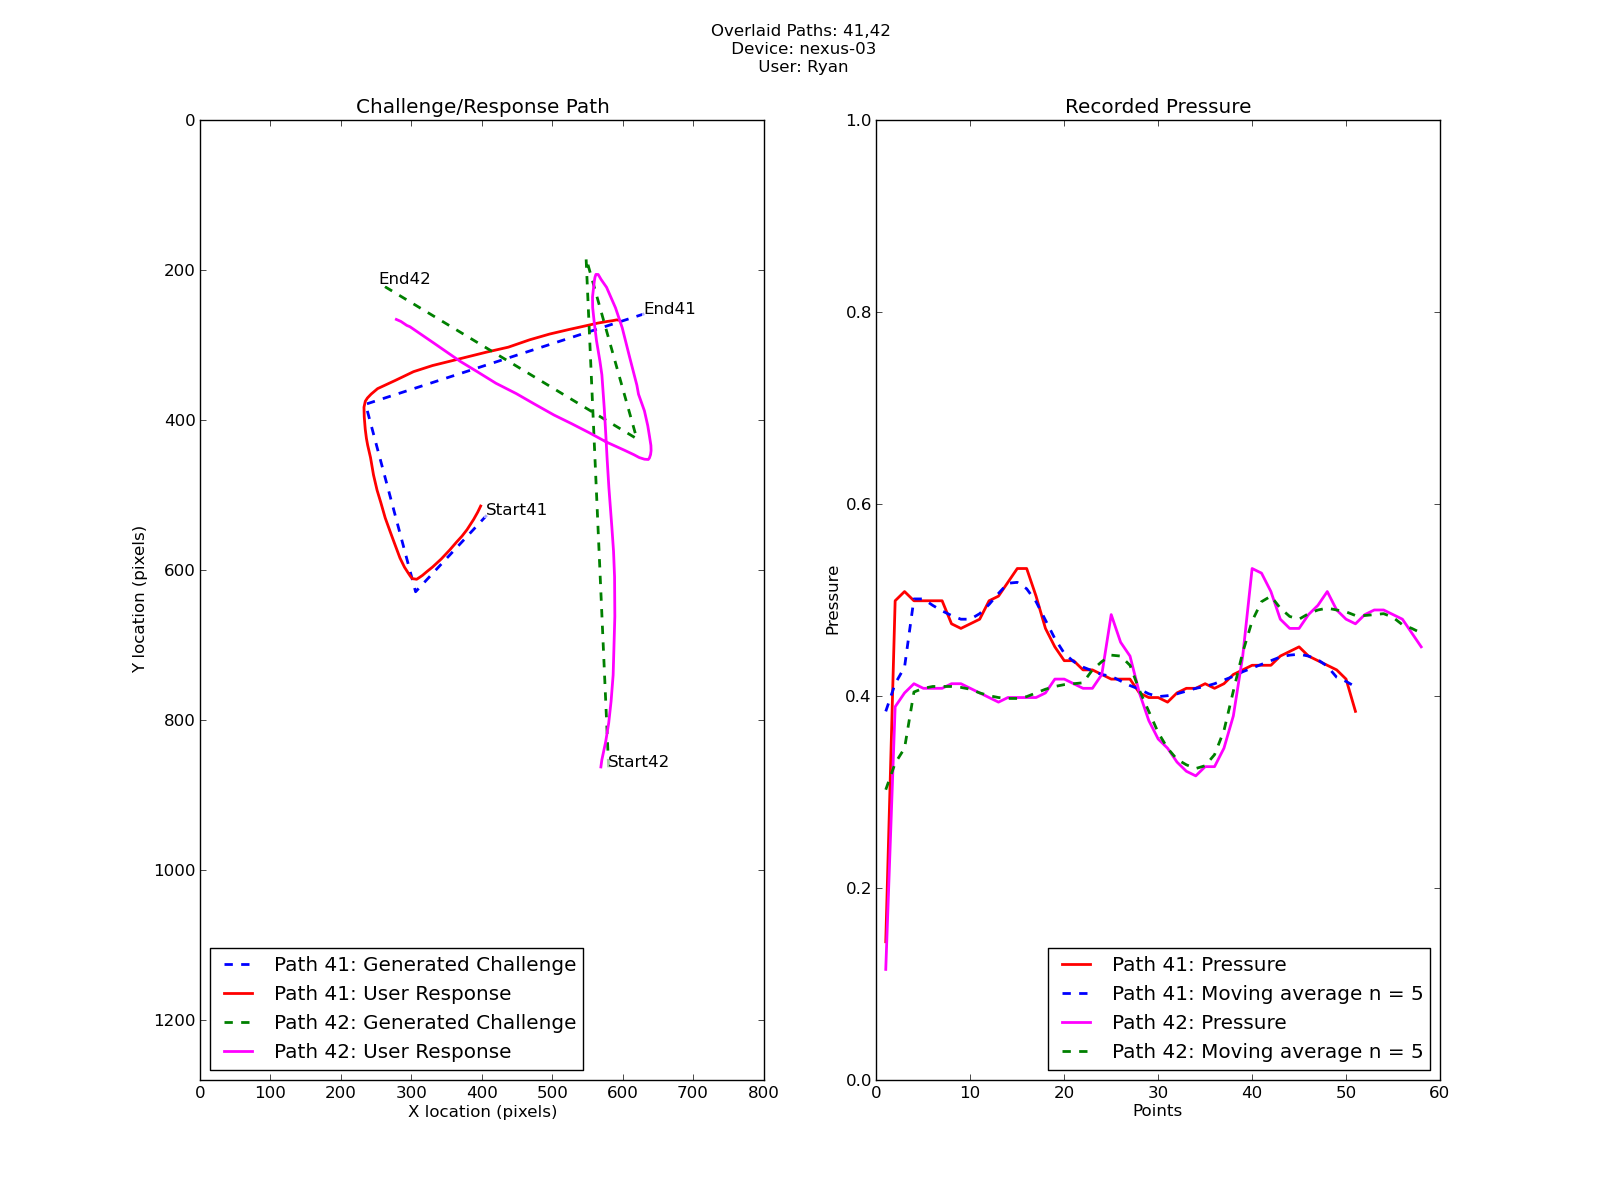 Overlaid Paths: 41,42
Device: nexus-03
User: Ryan
Challenge/Response Path
0
200
400
600
800
1000
1200
Y location (pixels)
End42
End41
Start41
Start42
Path 41: Generated Challenge
Path 41: User Response
Path 42: Generated Challenge
Path 42: User Response
0 100 200 300 400 500 600 700 800
X location (pixels)
Recorded Pressure
1.0
0.8
0.6
0.4
0.2
0.0
Pressure
Path 41: Pressure
Path 41: Moving average n = 5
Path 42: Pressure
Path 42: Moving average n = 5
0 10 20 30 40 50 60
Points